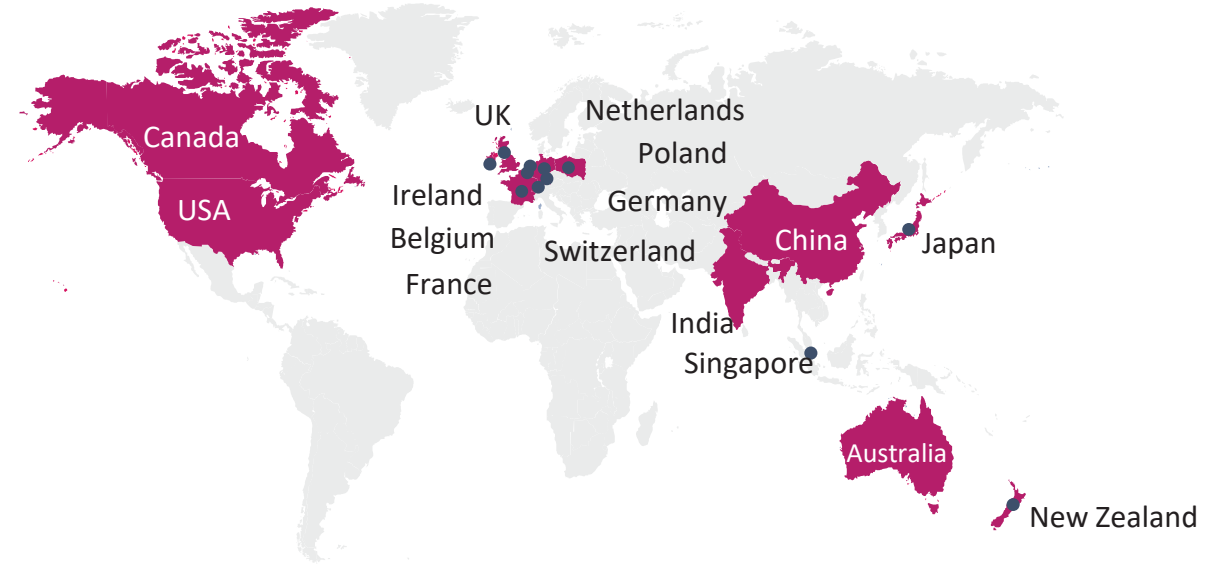 Canada
USA
UK
Netherlands
Poland
Ireland
Germany
Belgium
Switzerland
France
China
Japan
India
Singapore
Australia
New Zealand